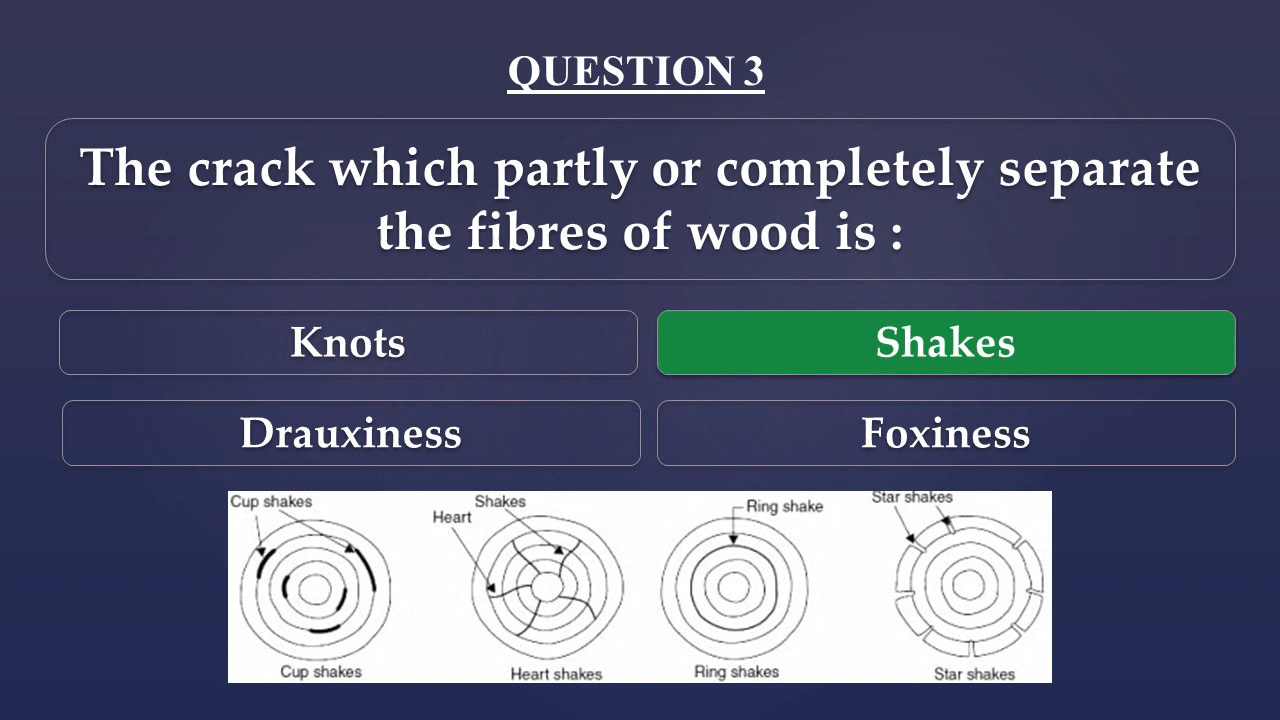 QUESTION 3
The crack which partly or completely separate
the fibres of wood is :
Knots
Shakes
Drauxiness
Foxiness
Cup shakes
Shakes
Heart
Ring shake
Star shakes
Cup shakes
Heart shakes
Ring shakes
Star shakes